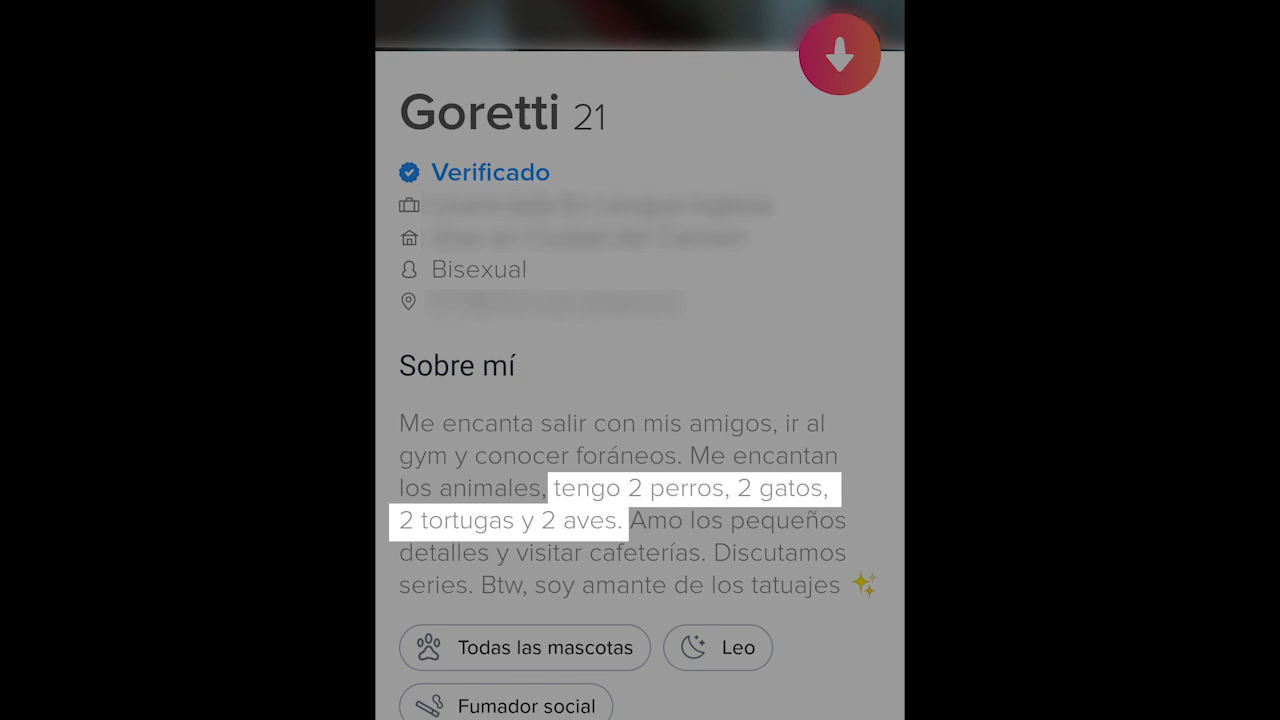 Goretti 21
Verificado
Bisexual
Sobre mí
Me encanta salir con mis amigos, ir al
gym y conocer foráneos. Me encantan
los animales, tengo 2 perros, 2 gatos,
2 tortugas y 2 aves. Amo los pequeños
detalles y visitar cafeterías. Discutamos
series. Btw, soy amante de los tatuajes ✨
Todas las mascotas
Leo
Fumador social